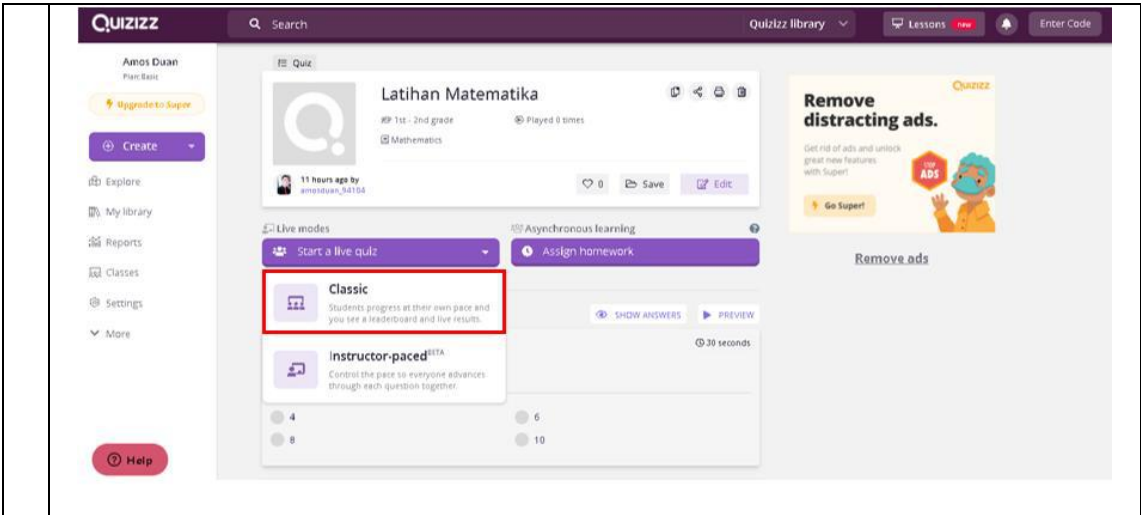 QUIZIZZ
Search
Quizizz library
Lessons new
Enter Code
Amos Duan
Plan: Basic
Upgrade to Super
Create
Explore
My library
Reports
Classes
Settings
More
Help
Quiz
Latihan Matematika
1st - 2nd grade
Played 0 times
Mathematics
11 hours ago by
amosduan_94104
0
Save
Edit
Live modes
Start a live quiz
Asynchronous learning
Assign homework
Classic
Students progress at their own pace and
you see a leaderboard and live results.
Instructor-paced BETA
Control the pace so everyone advances
through each question together.
SHOW ANSWERS
PREVIEW
30 seconds
4
6
8
10
Quizizz
Remove
distracting ads.
Get rid of ads and unlock
great new features
with Super!
STOP
ADS
Go Super!
Remove ads